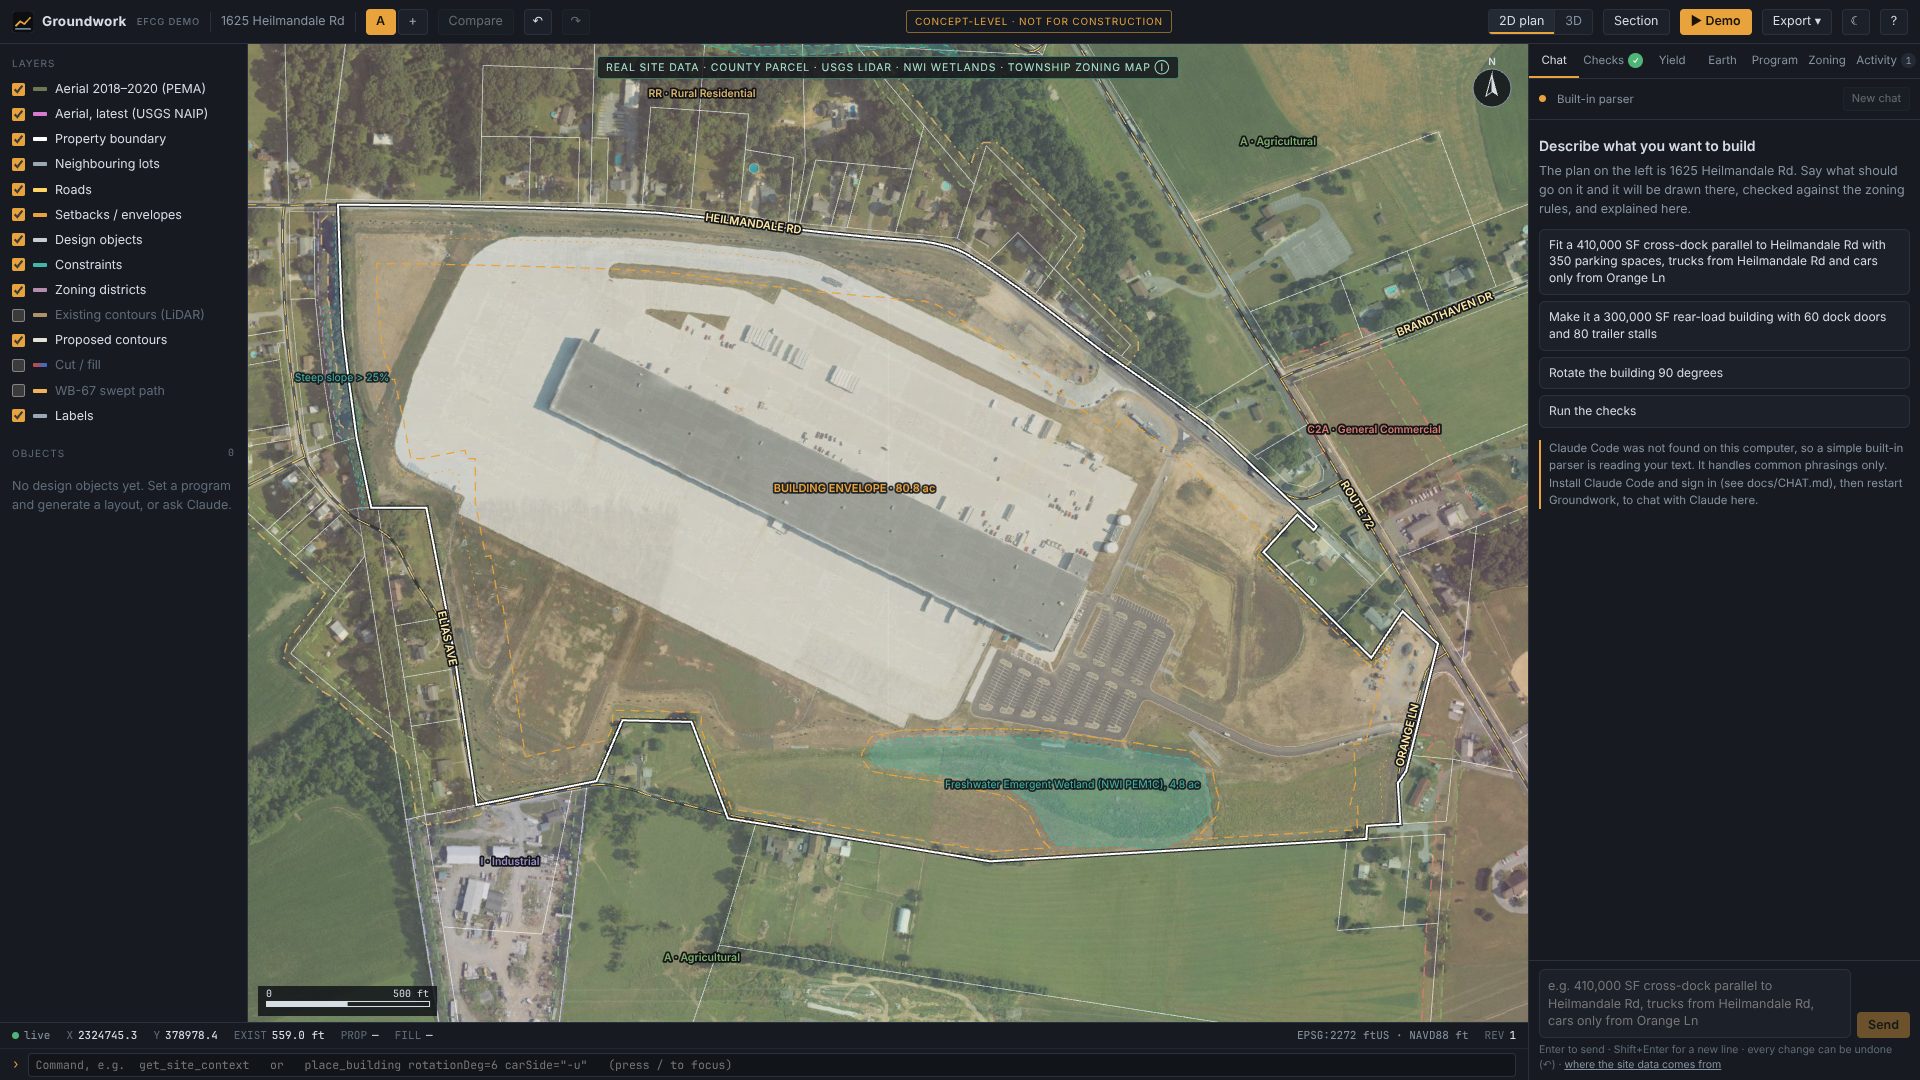 Groundwork EFCG DEMO 1625 Heilmandale Rd A + Compare ↶ ↷ CONCEPT-LEVEL · NOT FOR CONSTRUCTION 2D plan 3D Section ▶ Demo Export ▾ ☾ ?
LAYERS
Aerial 2018–2020 (PEMA)
Aerial, latest (USGS NAIP)
Property boundary
Neighbouring lots
Roads
Setbacks / envelopes
Design objects
Constraints
Zoning districts
Existing contours (LiDAR)
Proposed contours
Cut / fill
WB-67 swept path
Labels
OBJECTS 0
No design objects yet. Set a program
and generate a layout, or ask Claude.
REAL SITE DATA · COUNTY PARCEL · USGS LIDAR · NWI WETLANDS · TOWNSHIP ZONING MAP ⓘ
N
RR · Rural Residential
A · Agricultural
HEILMANDALE RD
BRANDTHAVEN DR
Steep slope > 25%
C2A · General Commercial
BUILDING ENVELOPE · 80.8 ac
ROUTE 72
ELIAS AVE
ORANGE LN
Freshwater Emergent Wetland (NWI PEM1C), 4.8 ac
I · Industrial
A · Agricultural
0 500 ft
Chat Checks ✓ Yield Earth Program Zoning Activity 1
Built-in parser New chat
Describe what you want to build
The plan on the left is 1625 Heilmandale Rd. Say what should
go on it and it will be drawn there, checked against the zoning
rules, and explained here.
Fit a 410,000 SF cross-dock parallel to Heilmandale Rd with
350 parking spaces, trucks from Heilmandale Rd and cars
only from Orange Ln
Make it a 300,000 SF rear-load building with 60 dock doors
and 80 trailer stalls
Rotate the building 90 degrees
Run the checks
Claude Code was not found on this computer, so a simple built-in
parser is reading your text. It handles common phrasings only.
Install Claude Code and sign in (see docs/CHAT.md), then restart
Groundwork, to chat with Claude here.
e.g. 410,000 SF cross-dock parallel to
Heilmandale Rd, trucks from Heilmandale Rd,
cars only from Orange Ln
Send
Enter to send · Shift+Enter for a new line · every change can be undone
(↶) · where the site data comes from
live X 2324745.3 Y 378978.4 EXIST 559.0 ft PROP — FILL — EPSG:2272 ftUS · NAVD88 ft REV 1
› Command, e.g. get_site_context or place_building rotationDeg=6 carSide="-u" (press / to focus)